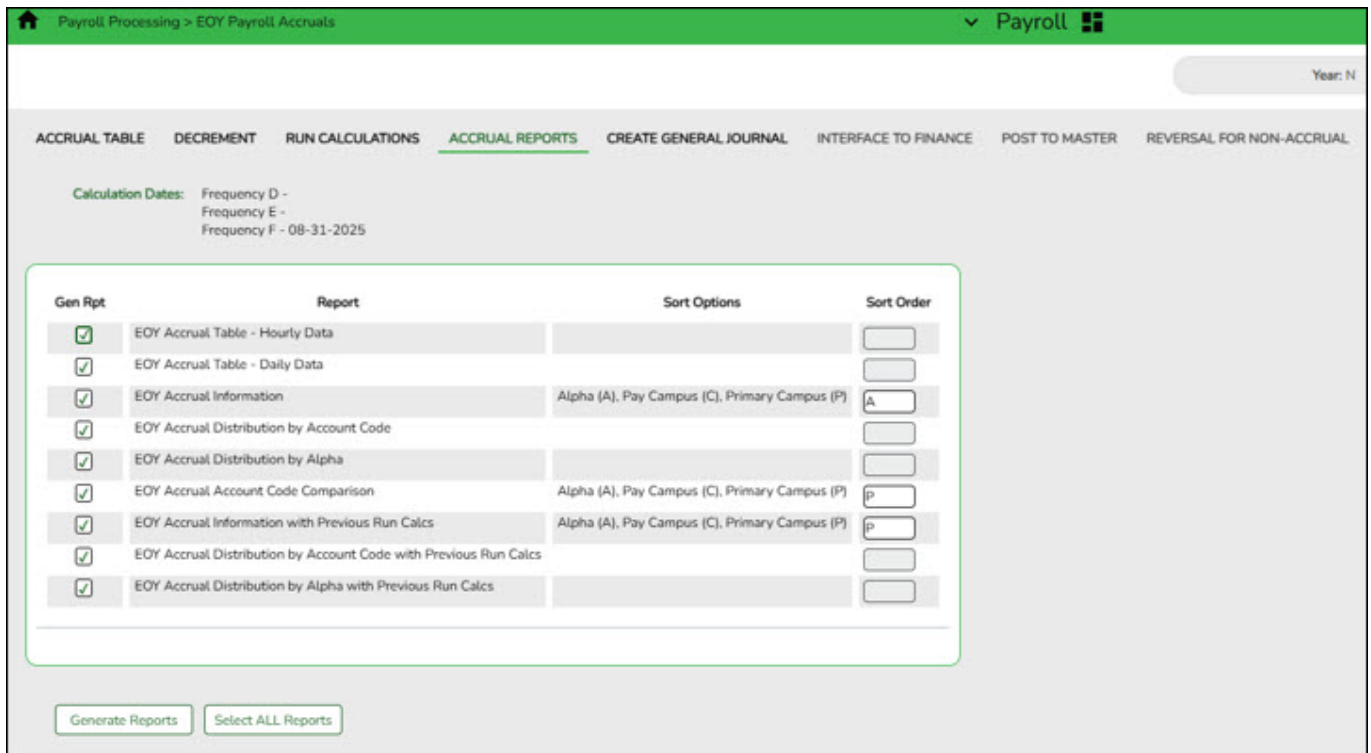 Payroll Processing > EOY Payroll Accruals Payroll
Year: N
ACCRUAL TABLE DECREMENT RUN CALCULATIONS ACCRUAL REPORTS CREATE GENERAL JOURNAL INTERFACE TO FINANCE POST TO MASTER REVERSAL FOR NON-ACCRUAL
Calculation Dates: Frequency D -
Frequency E -
Frequency F - 08-31-2025
Gen Rpt Report Sort Options Sort Order
EOY Accrual Table - Hourly Data
EOY Accrual Table - Daily Data
EOY Accrual Information Alpha (A), Pay Campus (C), Primary Campus (P) A
EOY Accrual Distribution by Account Code
EOY Accrual Distribution by Alpha
EOY Accrual Account Code Comparison Alpha (A), Pay Campus (C), Primary Campus (P) P
EOY Accrual Information with Previous Run Calcs Alpha (A), Pay Campus (C), Primary Campus (P) P
EOY Accrual Distribution by Account Code with Previous Run Calcs
EOY Accrual Distribution by Alpha with Previous Run Calcs
Generate Reports Select ALL Reports